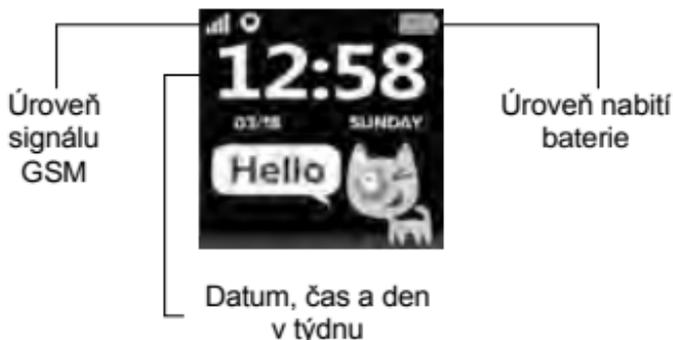 12:58
03/18 SUNDAY
Hello
Úroveň
signálu
GSM
Úroveň nabití
baterie
Datum, čas a den
v týdnu